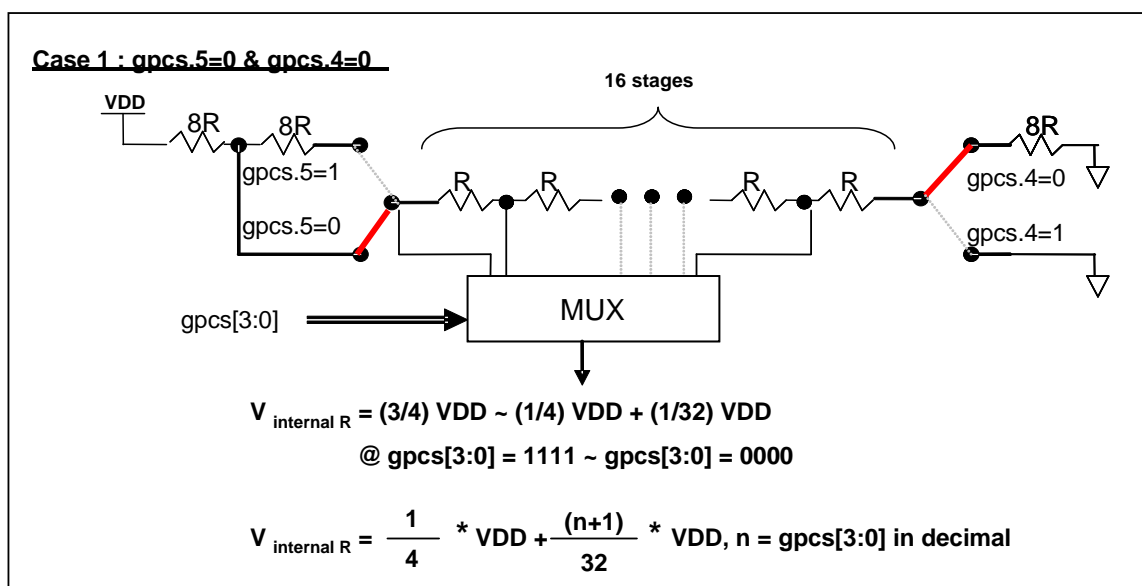 Case 1 : gpcs.5=0 & gpcs.4=0
16 stages
VDD
8R 8R 8R
gpcs.5=1 R R R R gpcs.4=0
gpcs.5=0 gpcs.4=1
MUX
gpcs[3:0]
V internal R = (3/4) VDD ~ (1/4) VDD + (1/32) VDD
@ gpcs[3:0] = 1111 ~ gpcs[3:0] = 0000
V internal R = 1/4 * VDD + (n+1)/32 * VDD, n = gpcs[3:0] in decimal